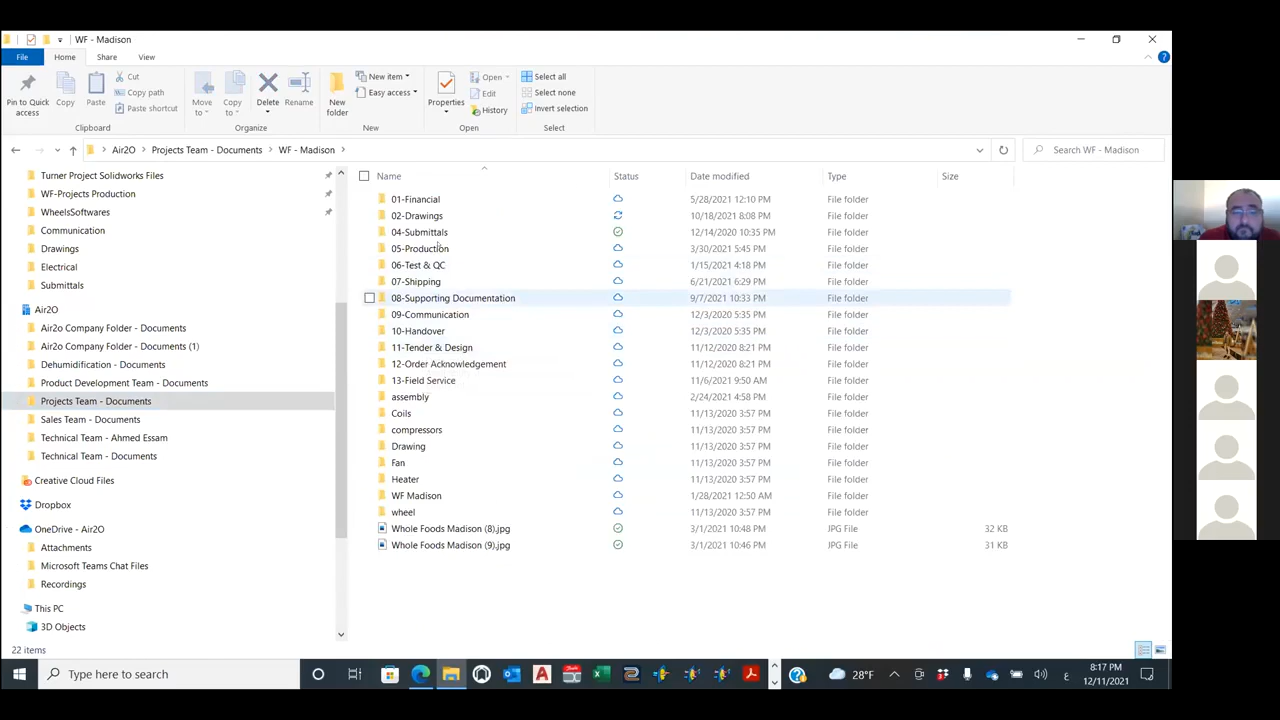 WF - Madison
File
Home
Share
View
Pin to Quick access
Copy
Paste
Cut
Copy path
Paste shortcut
Clipboard
Move to
Copy to
Delete
Rename
Organize
New folder
New item
Easy access
New
Properties
Open
Edit
History
Open
Select all
Select none
Invert selection
Select
Air2O > Projects Team - Documents > WF - Madison >
Search WF - Madison
Turner Project Solidworks Files
WF-Projects Production
WheelsSoftwares
Communication
Drawings
Electrical
Submittals
Air2O
Air2o Company Folder - Documents
Air2o Company Folder - Documents (1)
Dehumidification - Documents
Product Development Team - Documents
Projects Team - Documents
Sales Team - Documents
Technical Team - Ahmed Essam
Technical Team - Documents
Creative Cloud Files
Dropbox
OneDrive - Air2O
Attachments
Microsoft Teams Chat Files
Recordings
This PC
3D Objects
Name Status Date modified Type Size
01-Financial 5/28/2021 12:10 PM File folder
02-Drawings 10/18/2021 8:08 PM File folder
04-Submittals 12/14/2020 10:35 PM File folder
05-Production 3/30/2021 5:45 PM File folder
06-Test & QC 1/15/2021 4:18 PM File folder
07-Shipping 6/21/2021 6:29 PM File folder
08-Supporting Documentation 9/7/2021 10:33 PM File folder
09-Communication 12/3/2020 5:35 PM File folder
10-Handover 12/3/2020 5:35 PM File folder
11-Tender & Design 11/12/2020 8:21 PM File folder
12-Order Acknowledgement 11/12/2020 8:21 PM File folder
13-Field Service 11/6/2021 9:50 AM File folder
assembly 2/24/2021 4:58 PM File folder
Coils 11/13/2020 3:57 PM File folder
compressors 11/13/2020 3:57 PM File folder
Drawing 11/13/2020 3:57 PM File folder
Fan 11/13/2020 3:57 PM File folder
Heater 11/13/2020 3:57 PM File folder
WF Madison 1/28/2021 12:50 AM File folder
wheel 11/13/2020 3:57 PM File folder
Whole Foods Madison (8).jpg 3/1/2021 10:48 PM JPG File 32 KB
Whole Foods Madison (9).jpg 3/1/2021 10:46 PM JPG File 31 KB
22 items
Type here to search
28°F
ع
8:17 PM
12/11/2021